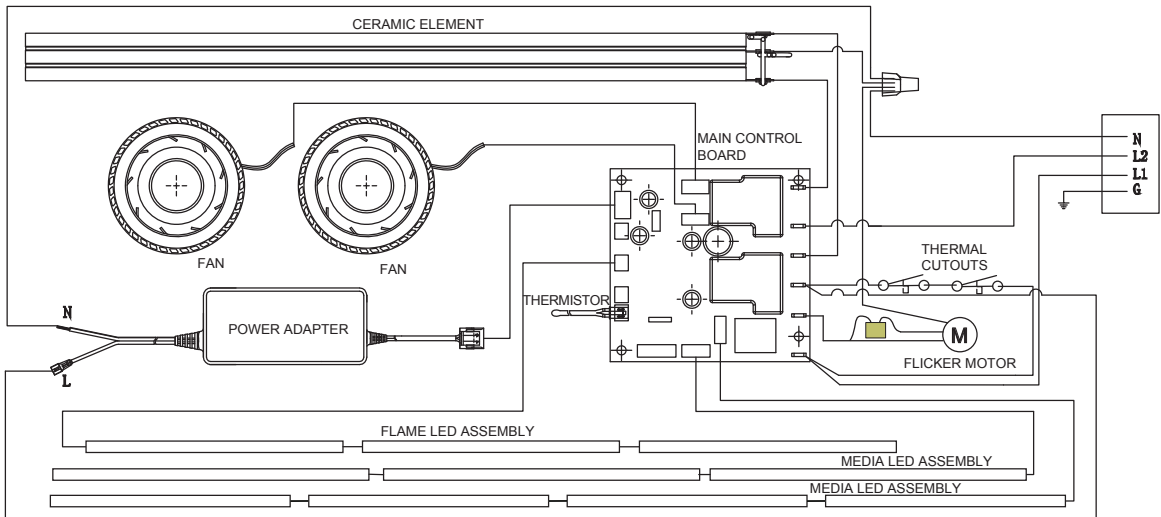 CERAMIC ELEMENT
MAIN CONTROL
BOARD
N
L2
L1
G
FAN
FAN
THERMAL
CUTOUTS
THERMISTOR
N
POWER ADAPTER
L
M
FLICKER MOTOR
FLAME LED ASSEMBLY
MEDIA LED ASSEMBLY
MEDIA LED ASSEMBLY